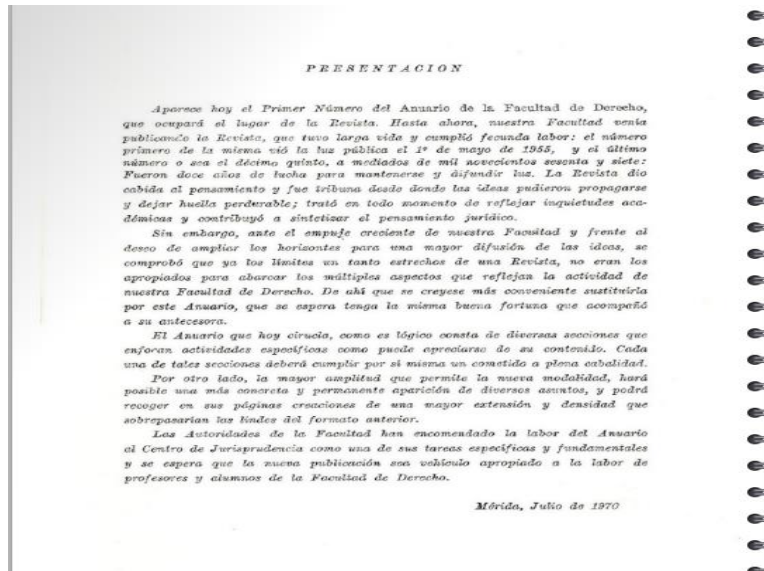 PRESENTACION
Aparece hoy el Primer Número del Anuario de la Facultad de Derecho,
que ocupará el lugar de la Revista. Hasta ahora, nuestra Facultad venía
publicando la Revista, que tuvo larga vida y cumplió fecunda labor: el número
primero de la misma vió la luz pública el 1º de mayo de 1955, y el último
número o sea el décimo quinto, a mediados de mil novecientos sesenta y siete:
Fueron doce años de lucha para mantenerse y difundir luz. La Revista dio
cabida al pensamiento y fue tribuna desde donde las ideas pudieron propagarse
y dejar huella perdurable; trató en todo momento de reflejar inquietudes aca-
démicas y contribuyó a sintetizar el pensamiento jurídico.
Sin embargo, ante el empuje creciente de nuestra Facultad y frente al
deseo de ampliar los horizontes para una mayor difusión de las ideas, se
comprobó que ya los límites un tanto estrechos de una Revista, no eran los
apropiados para abarcar los múltiples aspectos que reflejan la actividad de
nuestra Facultad de Derecho. De ahí que se creyese más conveniente sustituirla
por este Anuario, que se espera tenga la misma buena fortuna que acompañó
a su antecesora.
El Anuario que hoy circula, como es lógico consta de diversas secciones que
enforan actividades específicas como puede apreciarse de su contenido. Cada
una de tales secciones deberá cumplir por sí misma un cometido a plena cabalidad.
Por otro lado, la mayor amplitud que permite la nueva modalidad, hará
posible una más concreta y permanente aparición de diversos asuntos, y podrá
recoger en sus páginas creaciones de una mayor extensión y densidad que
sobrepasarían las lindes del formato anterior.
Las Autoridades de la Facultad han encomendado la labor del Anuario
al Centro de Jurisprudencia como una de sus tareas específicas y fundamentales
y se espera que la nueva publicación sea vehículo apropiado a la labor de
profesores y alumnos de la Facultad de Derecho.
Mérida, Julio de 1970